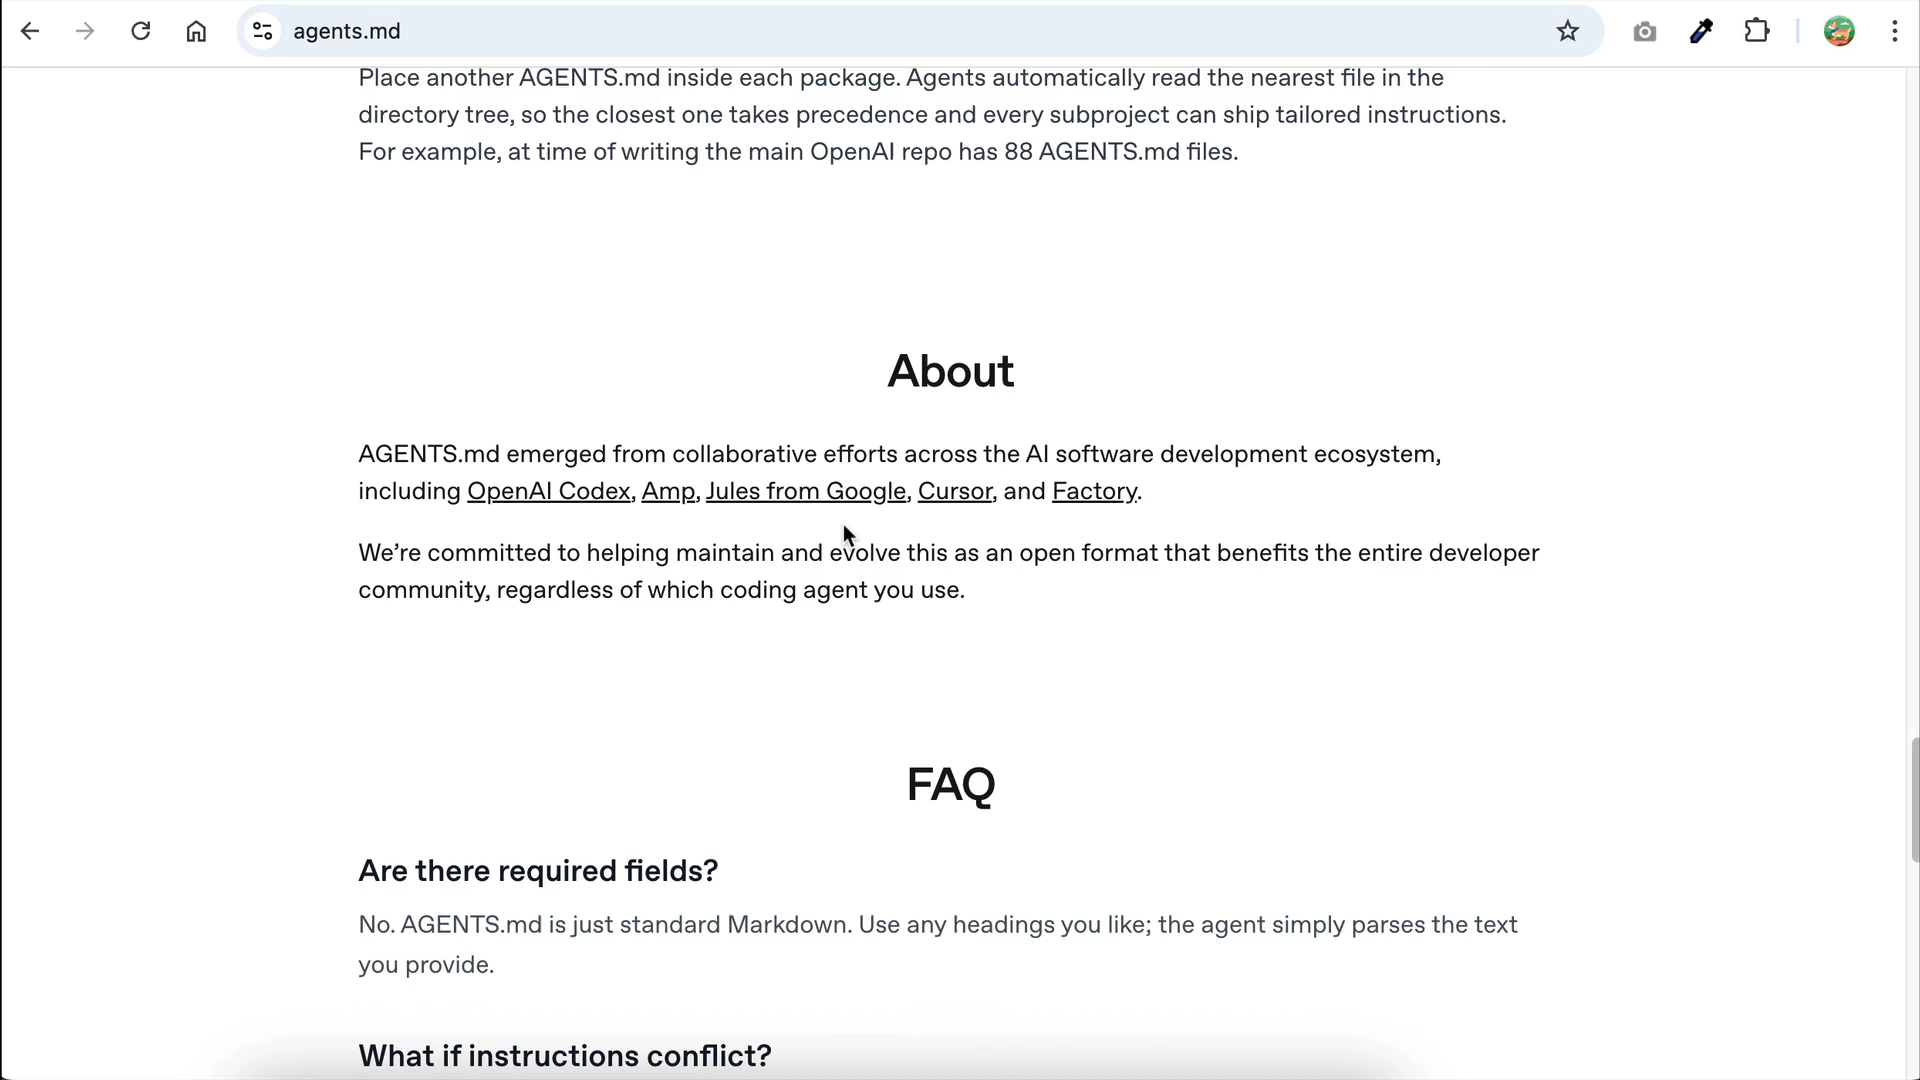 agents.md
Place another AGENTS.md inside each package. Agents automatically read the nearest file in the
directory tree, so the closest one takes precedence and every subproject can ship tailored instructions.
For example, at time of writing the main OpenAI repo has 88 AGENTS.md files.
About
AGENTS.md emerged from collaborative efforts across the AI software development ecosystem,
including OpenAI Codex, Amp, Jules from Google, Cursor, and Factory.
We’re committed to helping maintain and evolve this as an open format that benefits the entire developer
community, regardless of which coding agent you use.
FAQ
Are there required fields?
No. AGENTS.md is just standard Markdown. Use any headings you like; the agent simply parses the text
you provide.
What if instructions conflict?